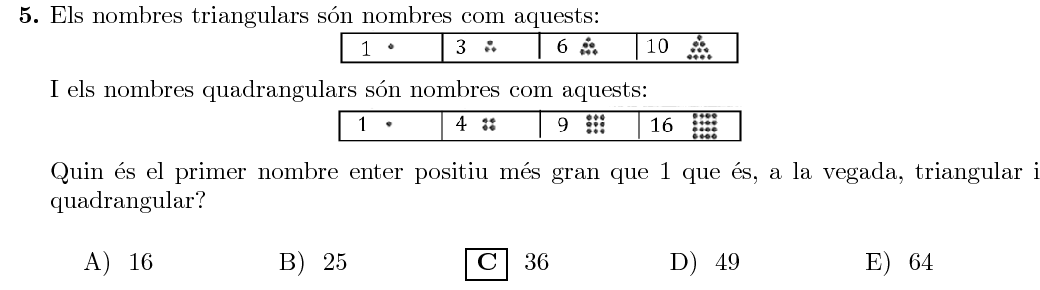 5. Els nombres triangulars són nombres com aquests:
1 3 6 10
I els nombres quadrangulars són nombres com aquests:
1 4 9 16
Quin és el primer nombre enter positiu més gran que 1 que és, a la vegada, triangular i
quadrangular?
A) 16 B) 25 C 36 D) 49 E) 64